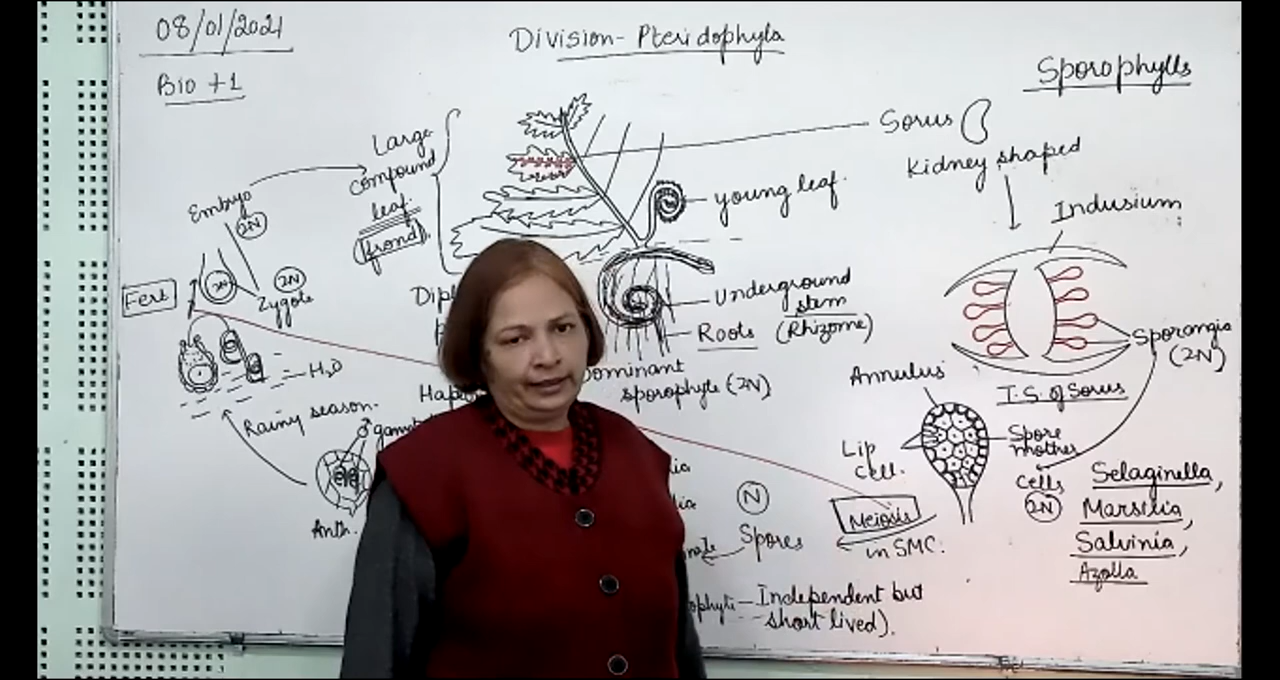 08/01/2021
Bio +1
Division- Pteridophyta
Sporophylls
Large
compound
leaf.
(frond).
Sorus
Kidney shaped
Indusium
young leaf.
Embryo
2N
2N
2N
Zygote
Fert
H₂O
Rainy season.
♂ gamet
Anth.
Underground
stem
(Rhizome)
Roots
Dominant
sporophyte (2N)
Sporangia
(2N)
T.S. of Sorus
Annulus
Lip
cell.
Spore
mother
cells
2N
Selaginella,
Marsilia,
Salvinia,
Azolla
Meiosis
in SMC.
N
Spores
Independent but
short lived).